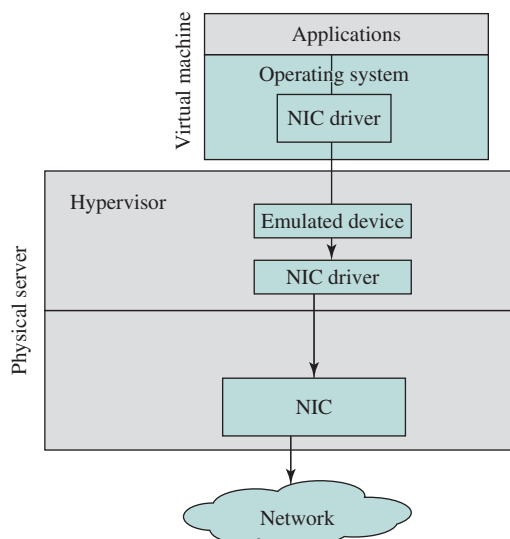 Virtual machine
Applications
Operating system
NIC driver
Physical server
Hypervisor
Emulated device
NIC driver
NIC
Network